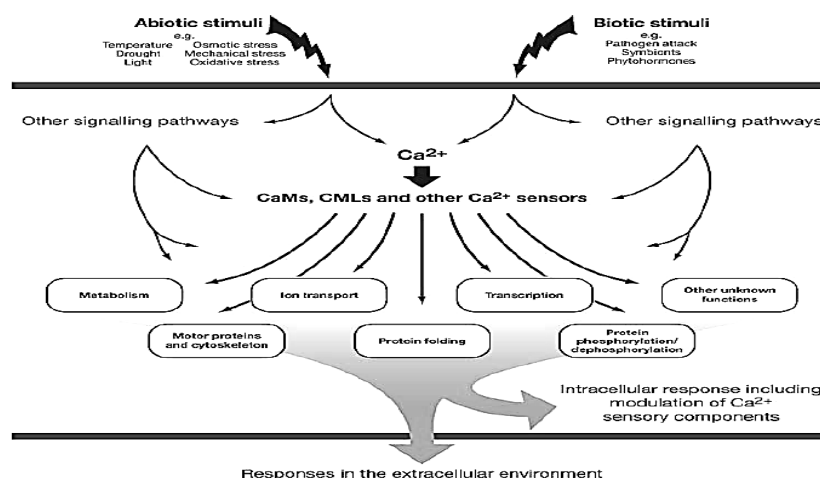 Abiotic stimuli
e.g.
Temperature Osmotic stress
Drought Mechanical stress
Light Oxidative stress
Biotic stimuli
e.g.
Pathogen attack
Symbionts
Phytohormones
Other signalling pathways
Other signalling pathways
Ca²⁺
CaMs, CMLs and other Ca²⁺ sensors
Metabolism
Ion transport
Transcription
Other unknown
functions
Motor proteins
and cytoskeleton
Protein folding
Protein
phosphorylation/
dephosphorylation
Intracellular response including
modulation of Ca²⁺
sensory components
Responses in the extracellular environment